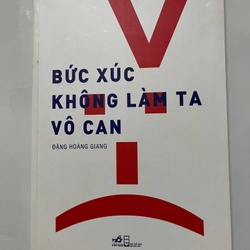 BỨC XÚC
KHÔNG LÀM TA
VÔ CAN
ĐẶNG HOÀNG GIANG